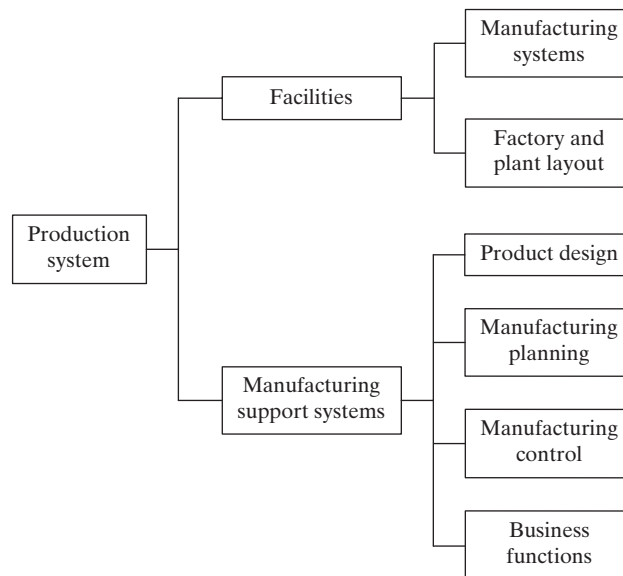 Manufacturing
systems
Facilities
Factory and
plant layout
Production
system
Product design
Manufacturing
planning
Manufacturing
support systems
Manufacturing
control
Business
functions